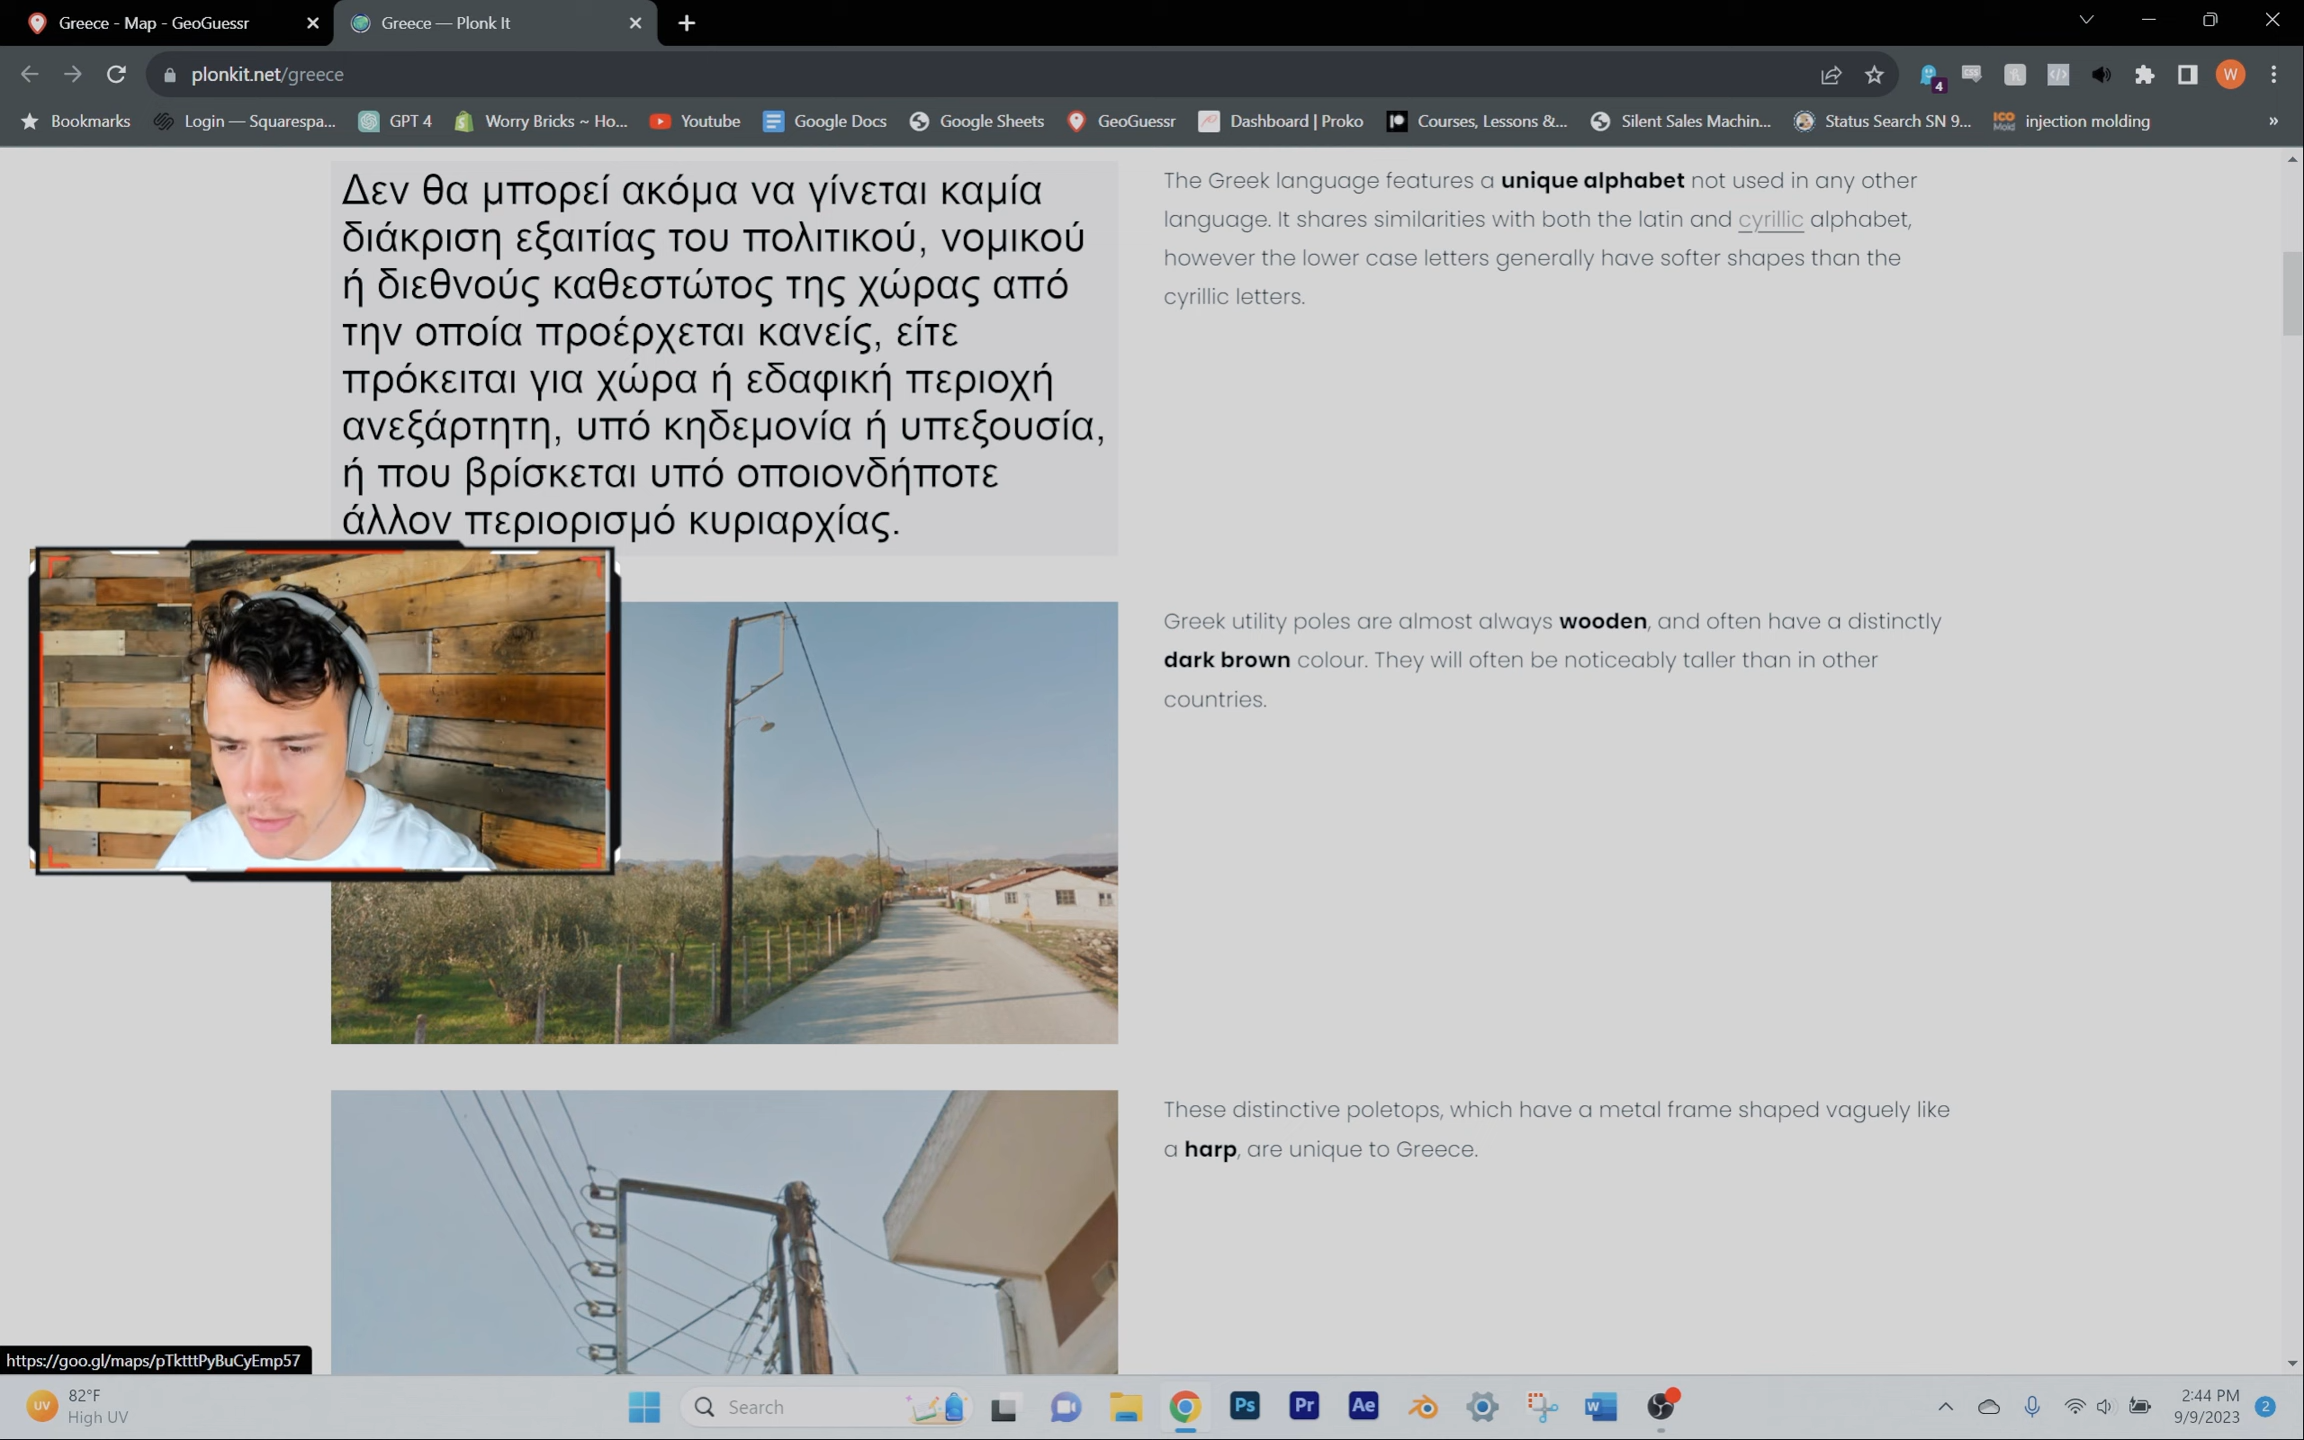 Greece - Map - GeoGuessr
Greece — Plonk It
plonkit.net/greece
4
W
Bookmarks
Login — Squarespa...
GPT 4
Worry Bricks ~ Ho...
Youtube
Google Docs
Google Sheets
GeoGuessr
Dashboard | Proko
Courses, Lessons &...
Silent Sales Machin...
Status Search SN 9...
injection molding
»
Δεν θα μπορεί ακόμα να γίνεται καμία
διάκριση εξαιτίας του πολιτικού, νομικού
ή διεθνούς καθεστώτος της χώρας από
την οποία προέρχεται κανείς, είτε
πρόκειται για χώρα ή εδαφική περιοχή
ανεξάρτητη, υπό κηδεμονία ή υπεξουσία,
ή που βρίσκεται υπό οποιονδήποτε
άλλον περιορισμό κυριαρχίας.
The Greek language features a unique alphabet not used in any other
language. It shares similarities with both the latin and cyrillic alphabet,
however the lower case letters generally have softer shapes than the
cyrillic letters.
Greek utility poles are almost always wooden, and often have a distinctly
dark brown colour. They will often be noticeably taller than in other
countries.
These distinctive poletops, which have a metal frame shaped vaguely like
a harp, are unique to Greece.
https://goo.gl/maps/pTktttPyBuCyEmp57
UV
82°F
High UV
Search
Ps
Pr
Ae
W
2:44 PM
9/9/2023
2